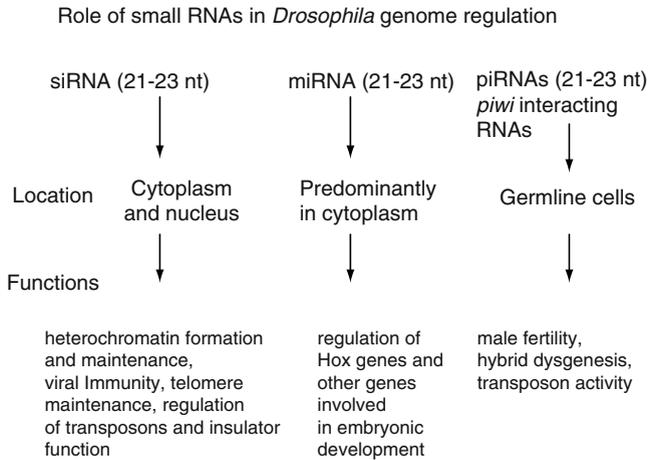 Role of small RNAs in Drosophila genome regulation
siRNA (21-23 nt)
miRNA (21-23 nt)
piRNAs (21-23 nt)
piwi interacting
RNAs
Location
Cytoplasm
and nucleus
Predominantly
in cytoplasm
Germline cells
Functions
heterochromatin formation
and maintenance,
viral Immunity, telomere
maintenance, regulation
of transposons and insulator
function
regulation of
Hox genes and
other genes
involved
in embryonic
development
male fertility,
hybrid dysgenesis,
transposon activity